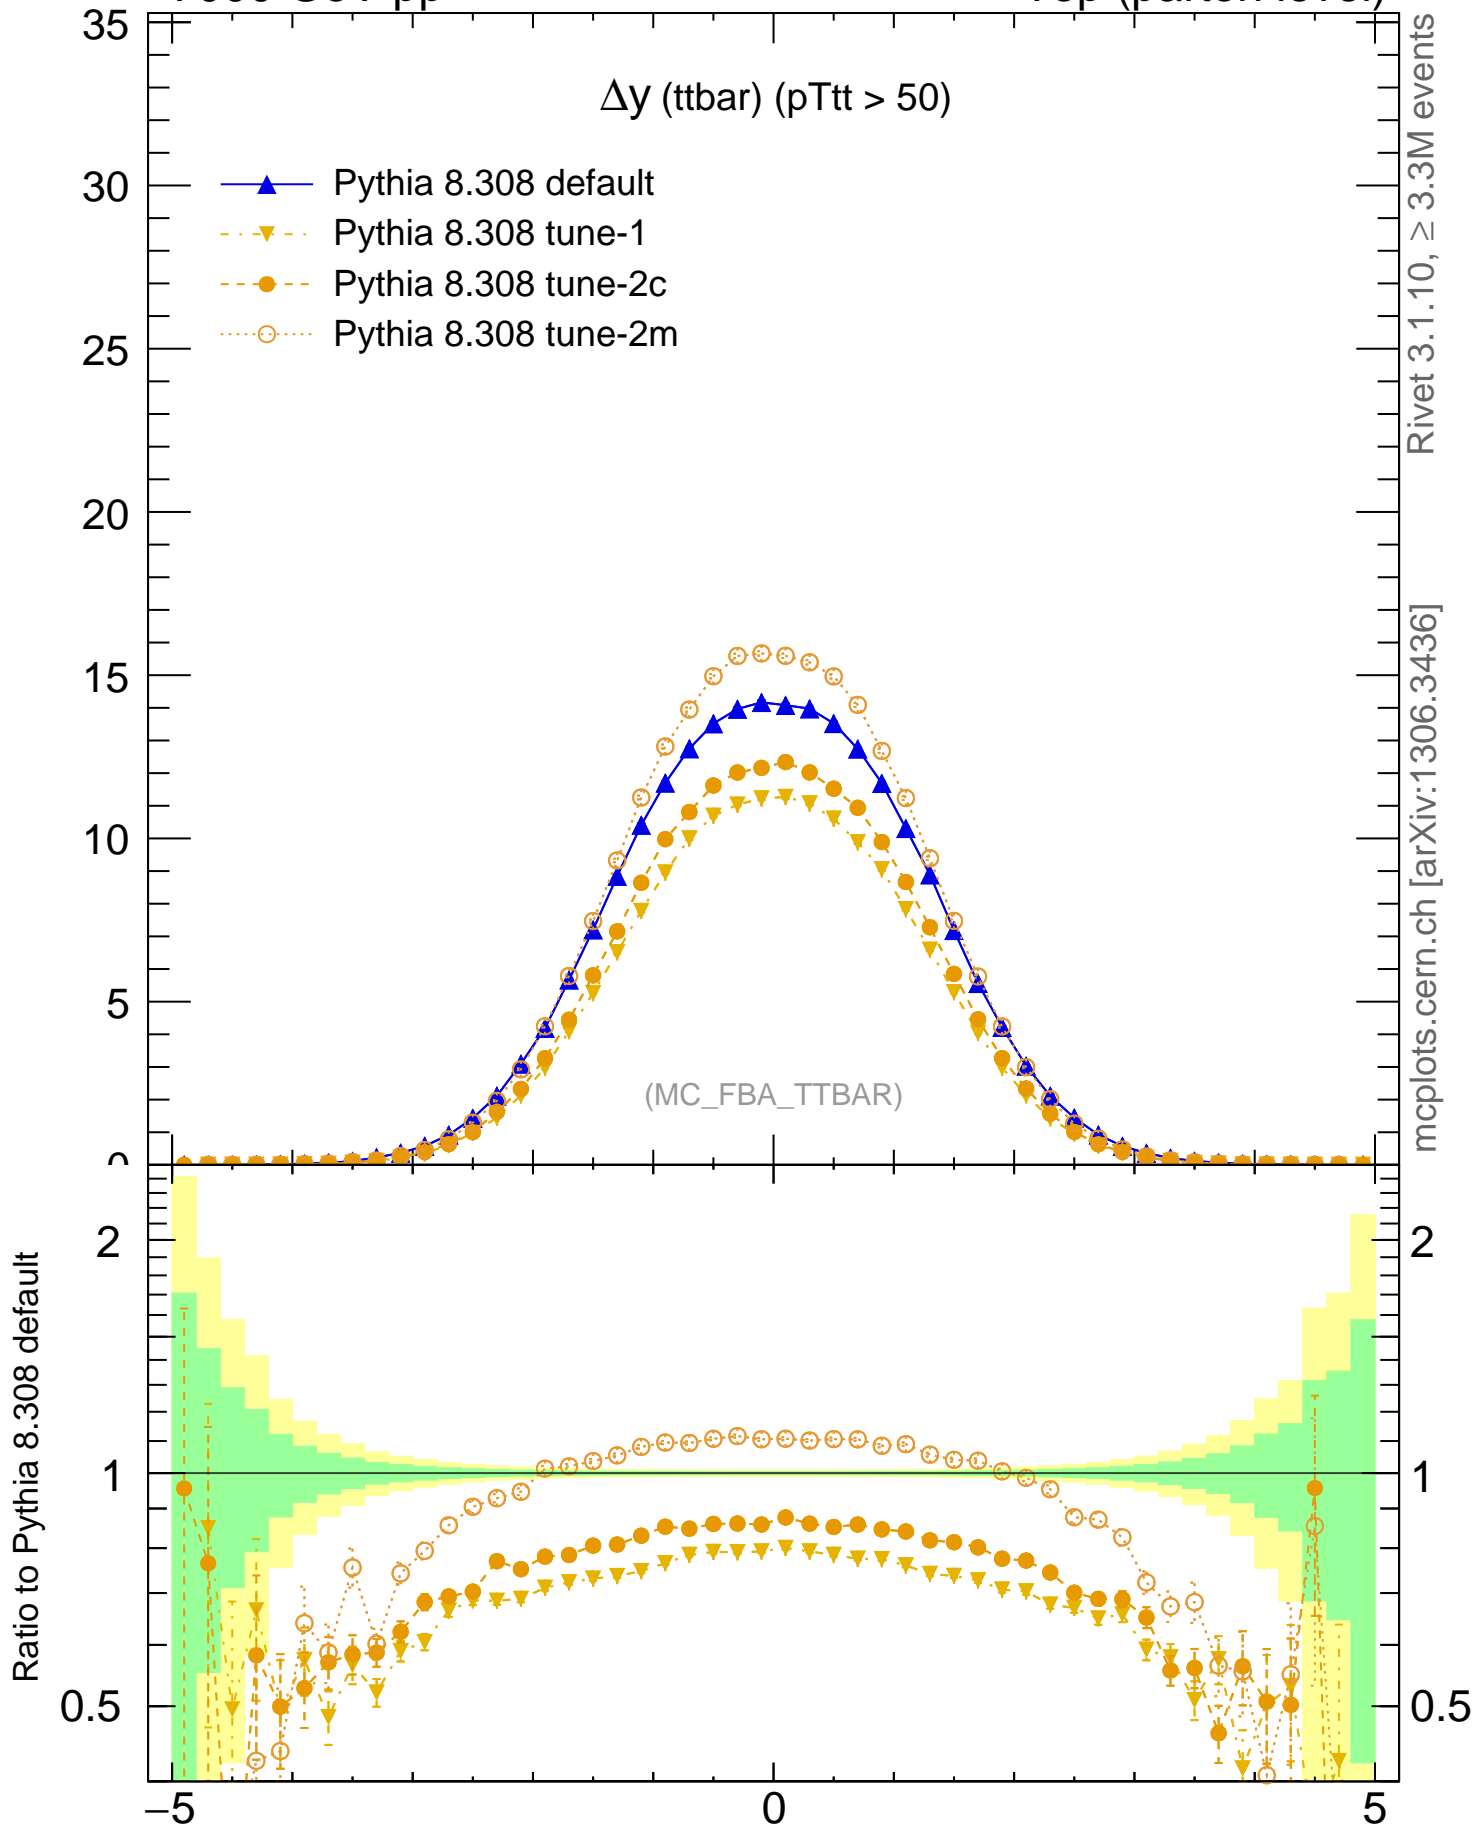 Δy (ttbar) (pTtt > 50)
Pythia 8.308 default
Pythia 8.308 tune-1
Pythia 8.308 tune-2c
Pythia 8.308 tune-2m
35
30
25
20
15
10
5
0
(MC_FBA_TTBAR)
Rivet 3.1.10, ≥ 3.3M events
mcplots.cern.ch [arXiv:1306.3436]
Ratio to Pythia 8.308 default
2
1
0.5
2
1
0.5
−5
0
5